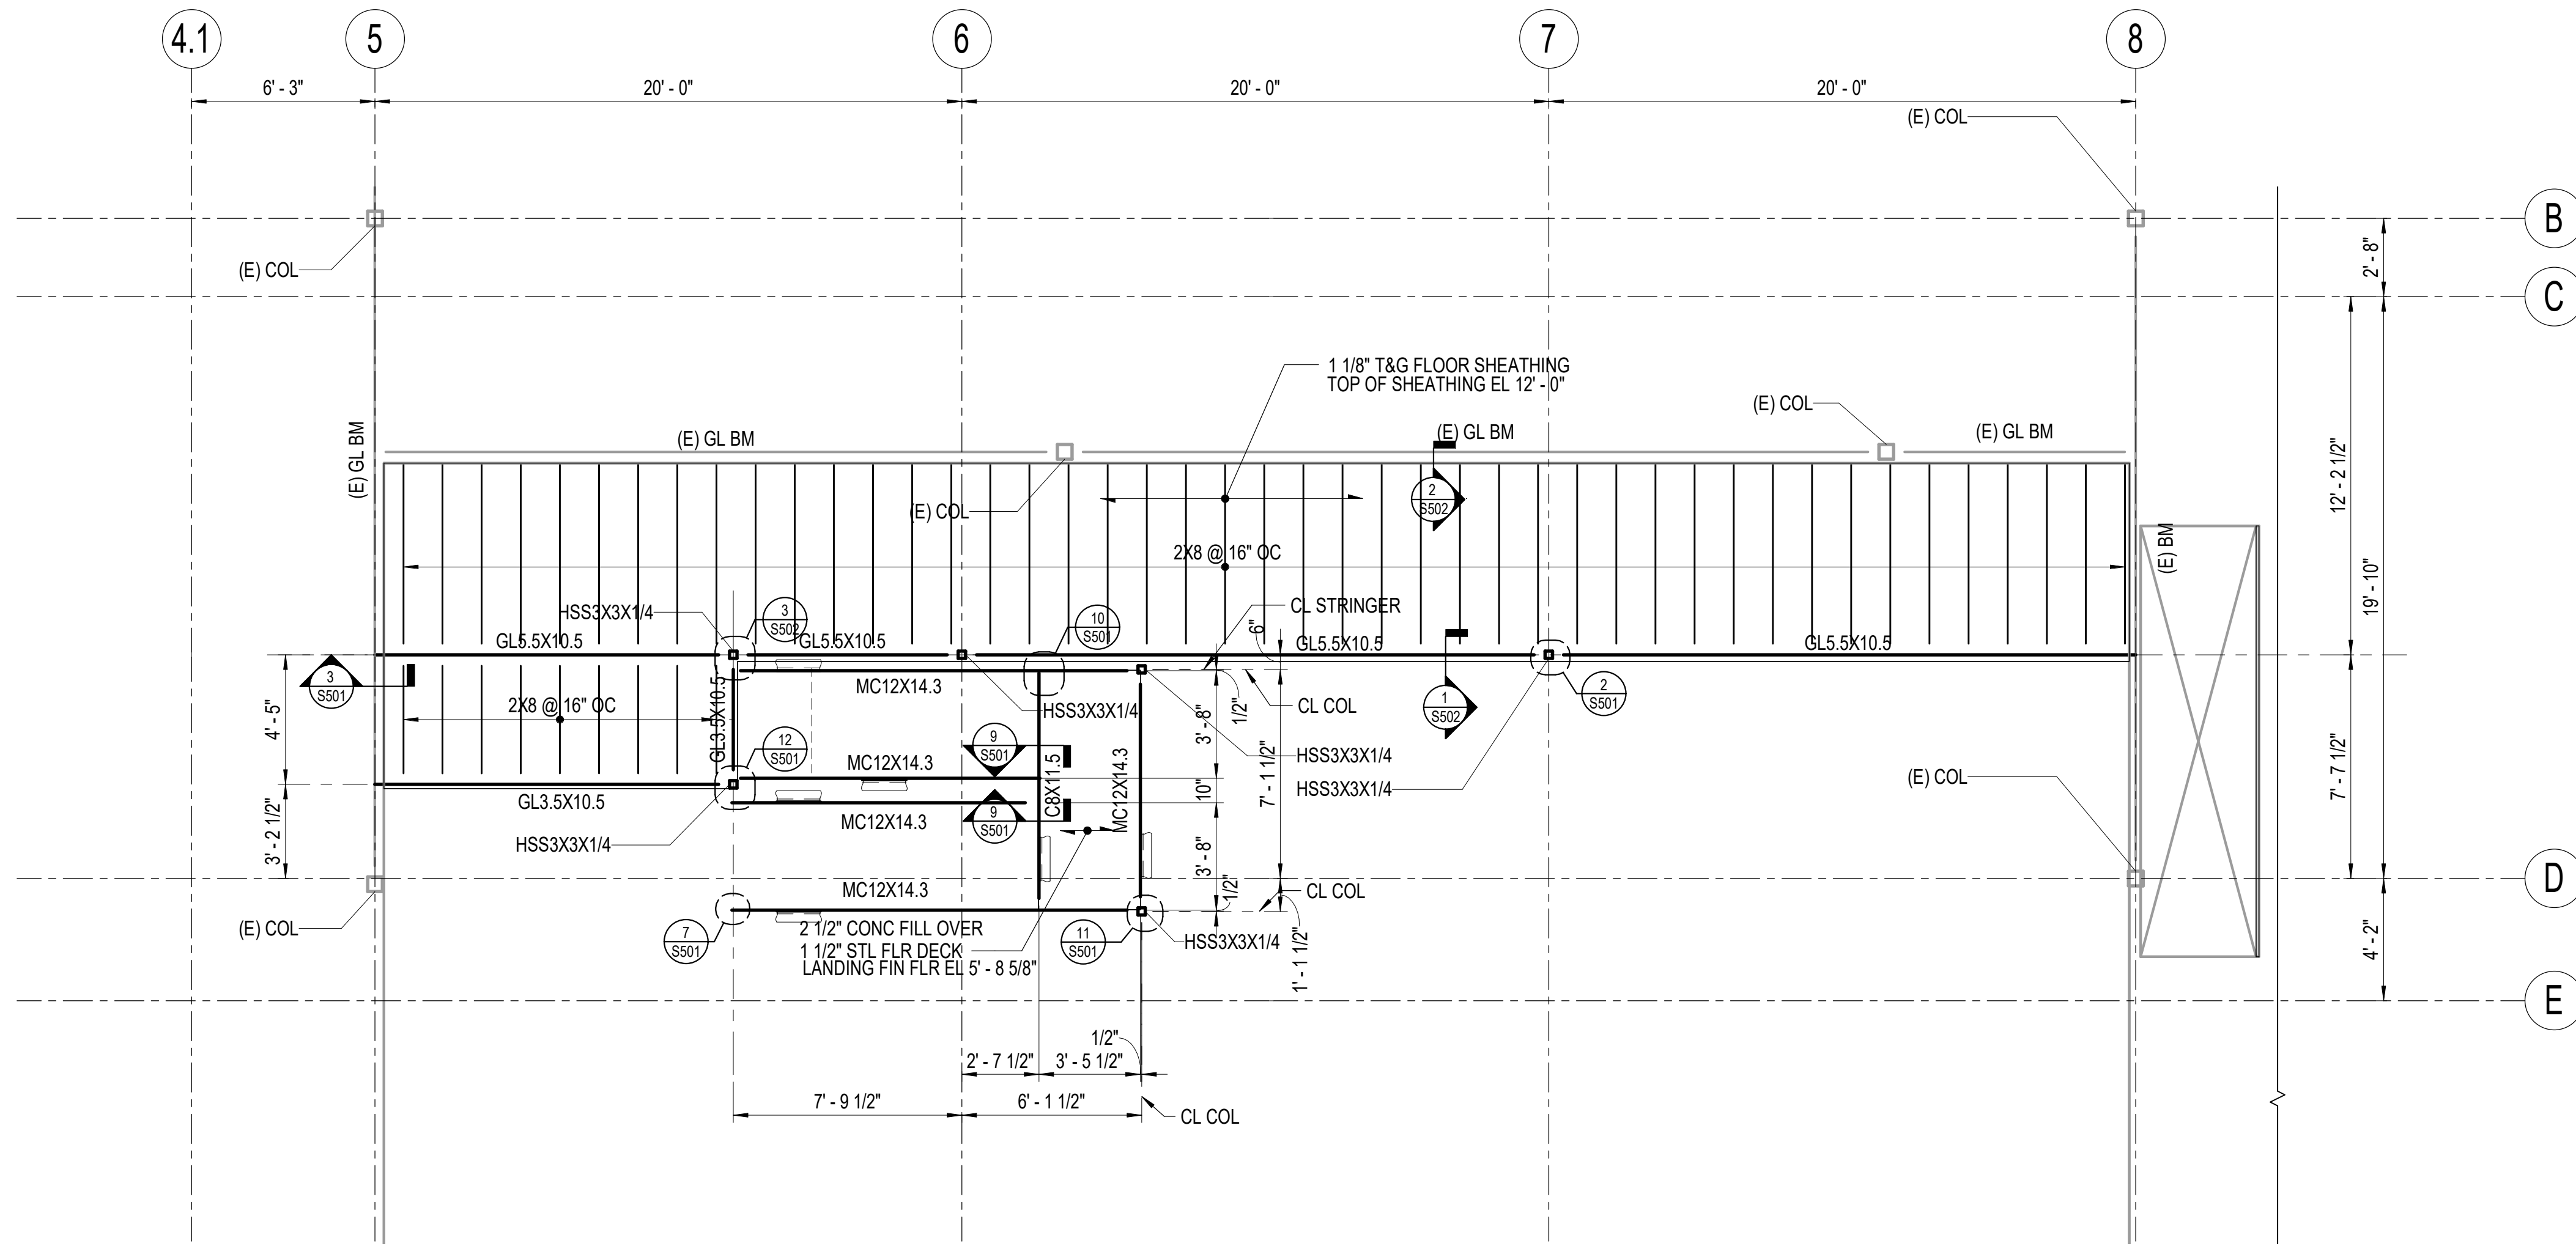 4.1
5
6
7
8
6' - 3"
20' - 0"
20' - 0"
20' - 0"
(E) COL
B
2' - 8"
(E) COL
C
1 1/8" T&G FLOOR SHEATHING
TOP OF SHEATHING EL 12' - 0"
(E) COL
(E) GL BM
(E) GL BM
(E) GL BM
(E) GL BM
12' - 2 1/2"
2
S502
(E) COL
(E) BM
2X8 @ 16" OC
19' - 10"
HSS3X3X1/4
3
S502
10
S501
CL STRINGER
6"
GL5.5X10.5
GL5.5X10.5
GL5.5X10.5
GL5.5X10.5
3
S501
MC12X14.3
2
S501
GL3.5X10.5
2X8 @ 16" OC
HSS3X3X1/4
1/2"
CL COL
1
S502
4' - 5"
3' - 8"
7' - 7 1/2"
12
S501
9
S501
HSS3X3X1/4
MC12X14.3
C8X11.5
MC12X14.3
HSS3X3X1/4
10"
7' - 1 1/2"
(E) COL
GL3.5X10.5
MC12X14.3
9
S501
HSS3X3X1/4
3' - 2 1/2"
3' - 8"
D
MC12X14.3
1/2"
CL COL
(E) COL
2 1/2" CONC FILL OVER
1 1/2" STL FLR DECK
LANDING FIN FLR EL 5' - 8 5/8"
7
S501
11
S501
HSS3X3X1/4
1' - 1 1/2"
4' - 2"
E
1/2"
2' - 7 1/2"
3' - 5 1/2"
7' - 9 1/2"
6' - 1 1/2"
CL COL